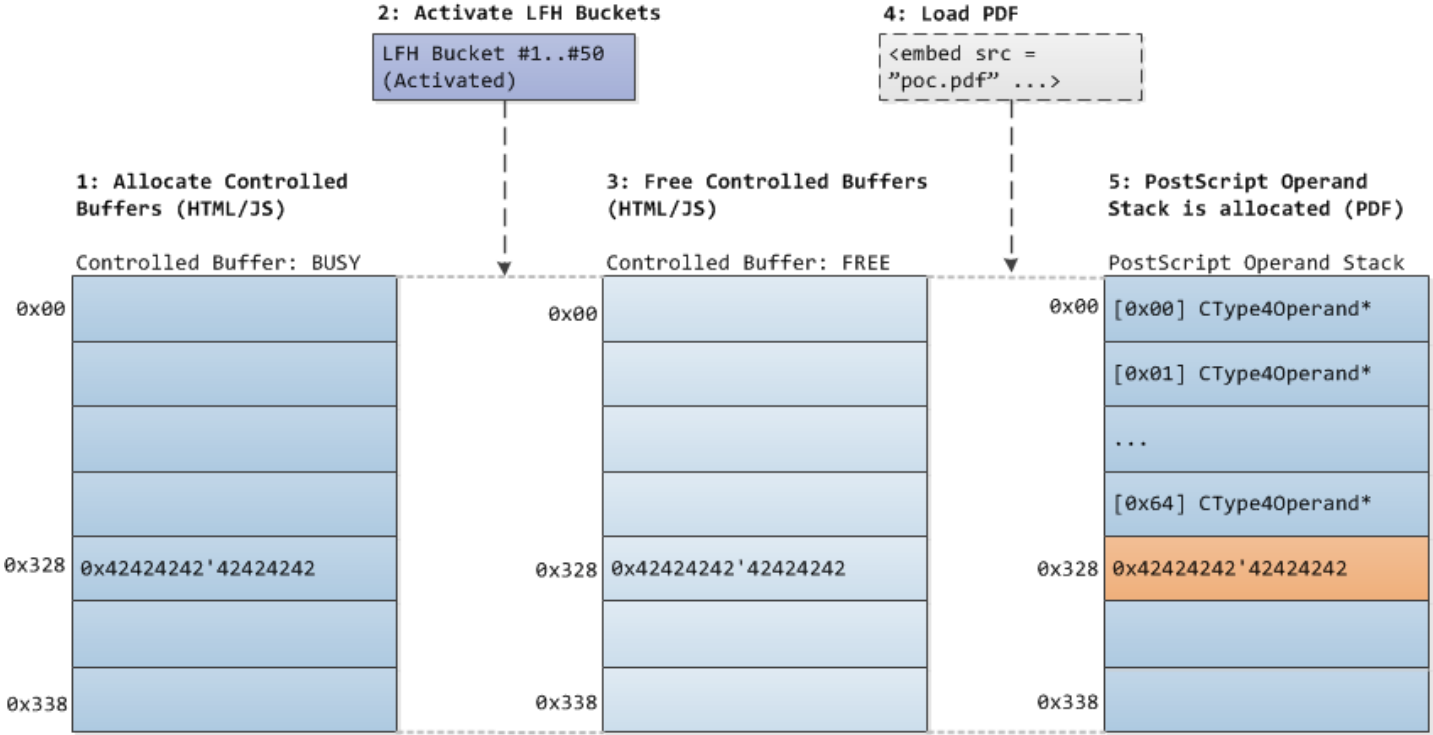 2: Activate LFH Buckets
LFH Bucket #1..#50
(Activated)
4: Load PDF
<embed src =
”poc.pdf” ...>
1: Allocate Controlled
Buffers (HTML/JS)
Controlled Buffer: BUSY
0x00
0x328
0x42424242'42424242
0x338
3: Free Controlled Buffers
(HTML/JS)
Controlled Buffer: FREE
0x00
0x328
0x42424242'42424242
0x338
5: PostScript Operand
Stack is allocated (PDF)
PostScript Operand Stack
0x00
[0x00] CType4Operand*
[0x01] CType4Operand*
...
[0x64] CType4Operand*
0x328
0x42424242'42424242
0x338